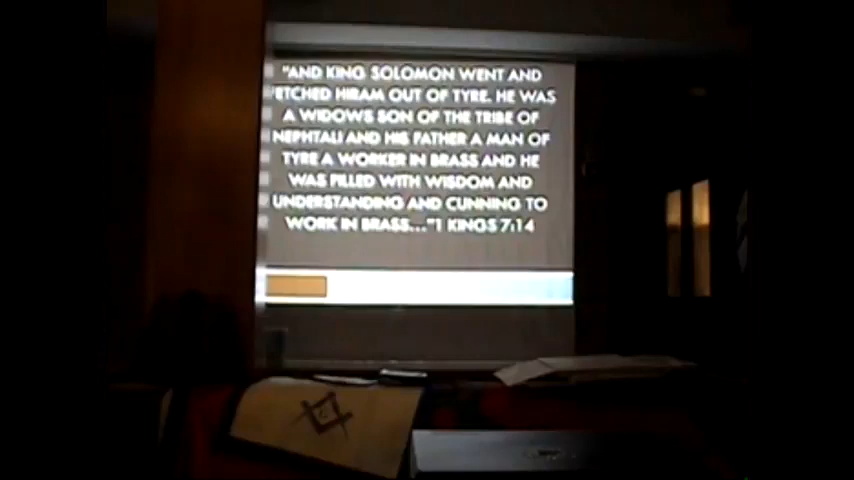 "AND KING SOLOMON WENT AND
FETCHED HIRAM OUT OF TYRE. HE WAS
A WIDOWS SON OF THE TRIBE OF
NEPHTALI AND HIS FATHER A MAN OF
TYRE A WORKER IN BRASS AND HE
WAS FILLED WITH WISDOM AND
UNDERSTANDING AND CUNNING TO
WORK IN BRASS..."1 KINGS 7:14
G